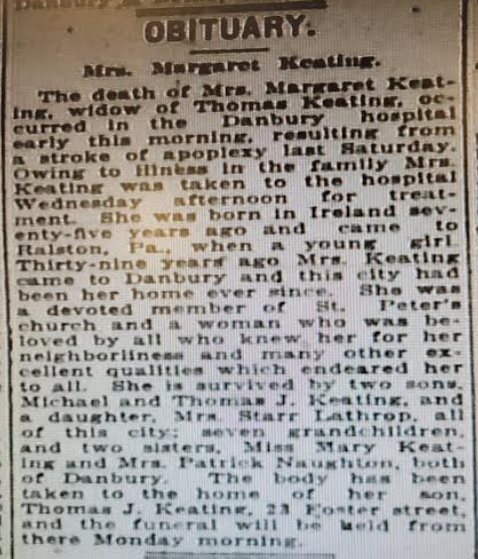 OBITUARY.
Mrs. Margaret Keating.
The death of Mrs. Margaret Keat-
ing, widow of Thomas Keating, oc-
curred in the Danbury hospital
early this morning, resulting from
a stroke of apoplexy last Saturday.
Owing to illness in the family Mrs.
Keating was taken to the hospital
Wednesday afternoon for treat-
ment. She was born in Ireland sev-
enty-five years ago and came to
Ralston, Pa., when a young girl.
Thirty-nine years ago Mrs. Keating
came to Danbury and this city had
been her home ever since. She was
a devoted member of St. Peter's
church and a woman who was be-
loved by all who knew her for her
neighborliness and many other ex-
cellent qualities which endeared her
to all. She is survived by two sons,
Michael and Thomas J. Keating, and
a daughter, Mrs. Starr Lathrop, all
of this city; seven grandchildren,
and two sisters, Miss Mary Keat-
ing and Mrs. Patrick Naughton, both
of Danbury. The body has been
taken to the home of her son,
Thomas J. Keating, 23 Foster street,
and the funeral will be held from
there Monday morning.